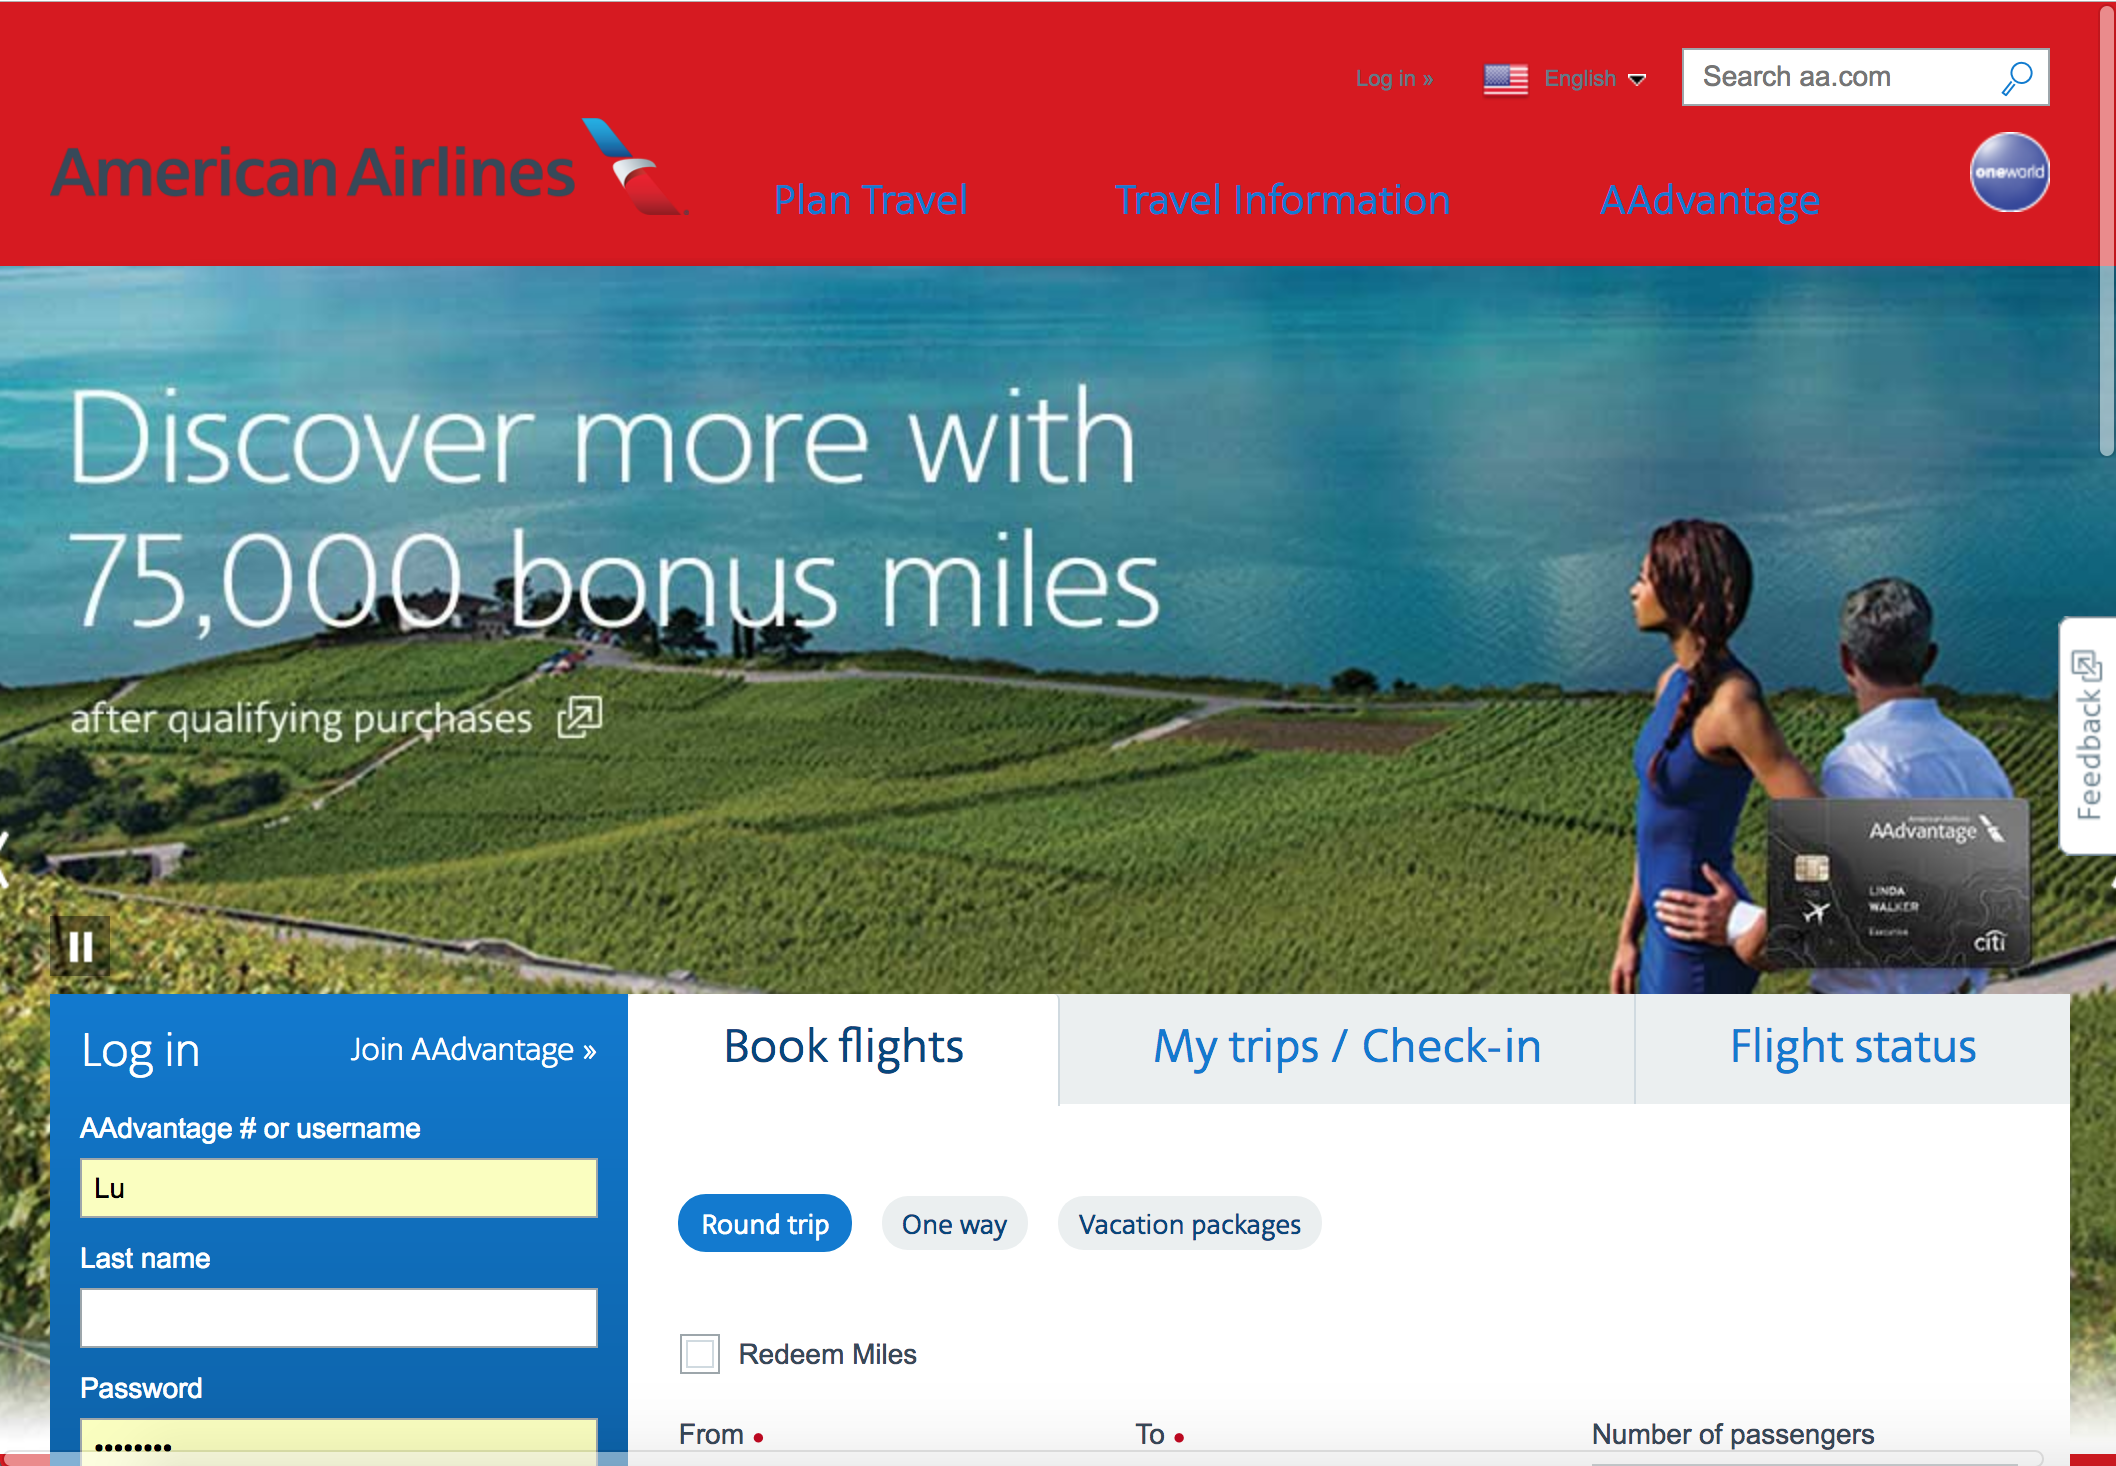 Log in »
English
Search aa.com
American Airlines
Plan Travel
Travel Information
AAdvantage
oneworld
Discover more with
75,000 bonus miles
after qualifying purchases
Feedback
American Airlines
AAdvantage
LINDA
WALKER
Executive
citi
Log in
Join AAdvantage »
Book flights
My trips / Check-in
Flight status
AAdvantage # or username
Lu
Last name
Password
••••••••
Round trip
One way
Vacation packages
Redeem Miles
From •
To •
Number of passengers